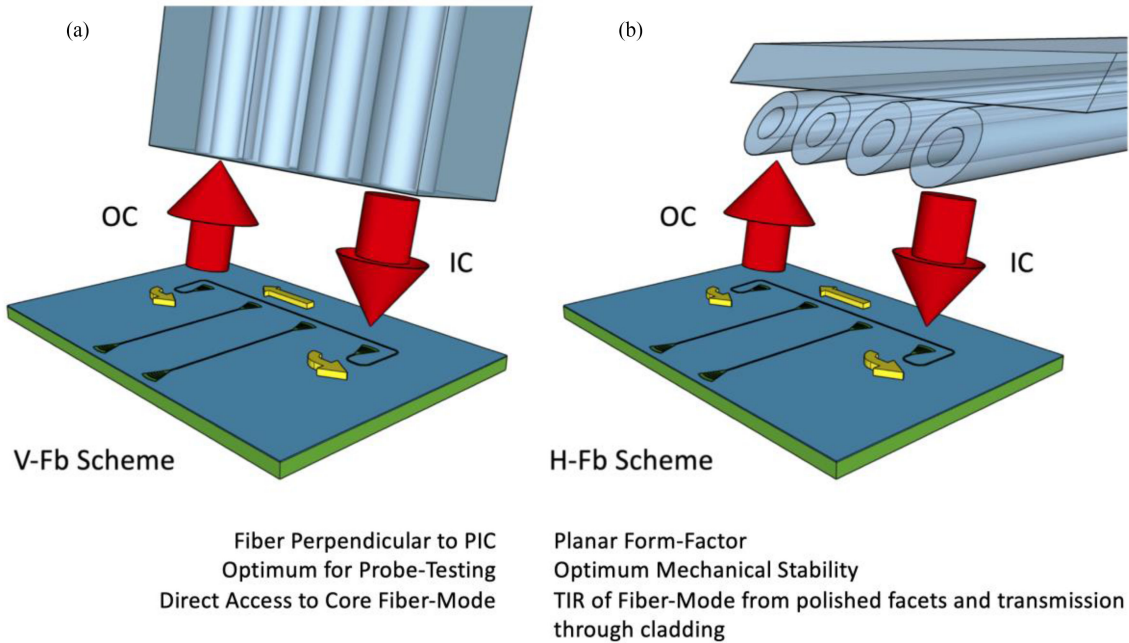 (a)
OC
IC
V-Fb Scheme
Fiber Perpendicular to PIC
Optimum for Probe-Testing
Direct Access to Core Fiber-Mode
(b)
OC
IC
H-Fb Scheme
Planar Form-Factor
Optimum Mechanical Stability
TIR of Fiber-Mode from polished facets and transmission
through cladding